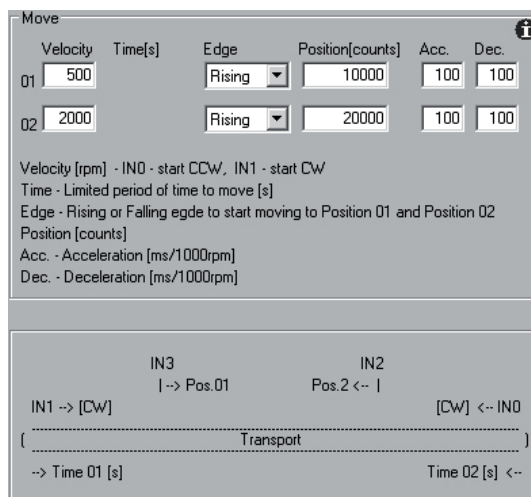 Move
Velocity Time[s] Edge Position[counts] Acc. Dec.
01 500 Rising 10000 100 100
02 2000 Rising 20000 100 100
Velocity [rpm] - IN0 - start CCW, IN1 - start CW
Time - Limited period of time to move [s]
Edge - Rising or Falling egde to start moving to Position 01 and Position 02
Position [counts]
Acc. - Acceleration [ms/1000rpm]
Dec. - Deceleration [ms/1000rpm]
IN3 IN2
|--> Pos.01 Pos.2 <-- |
IN1 --> [CW] [CW] <-- IN0
( Transport )
--> Time 01 [s] Time 02 [s] <--